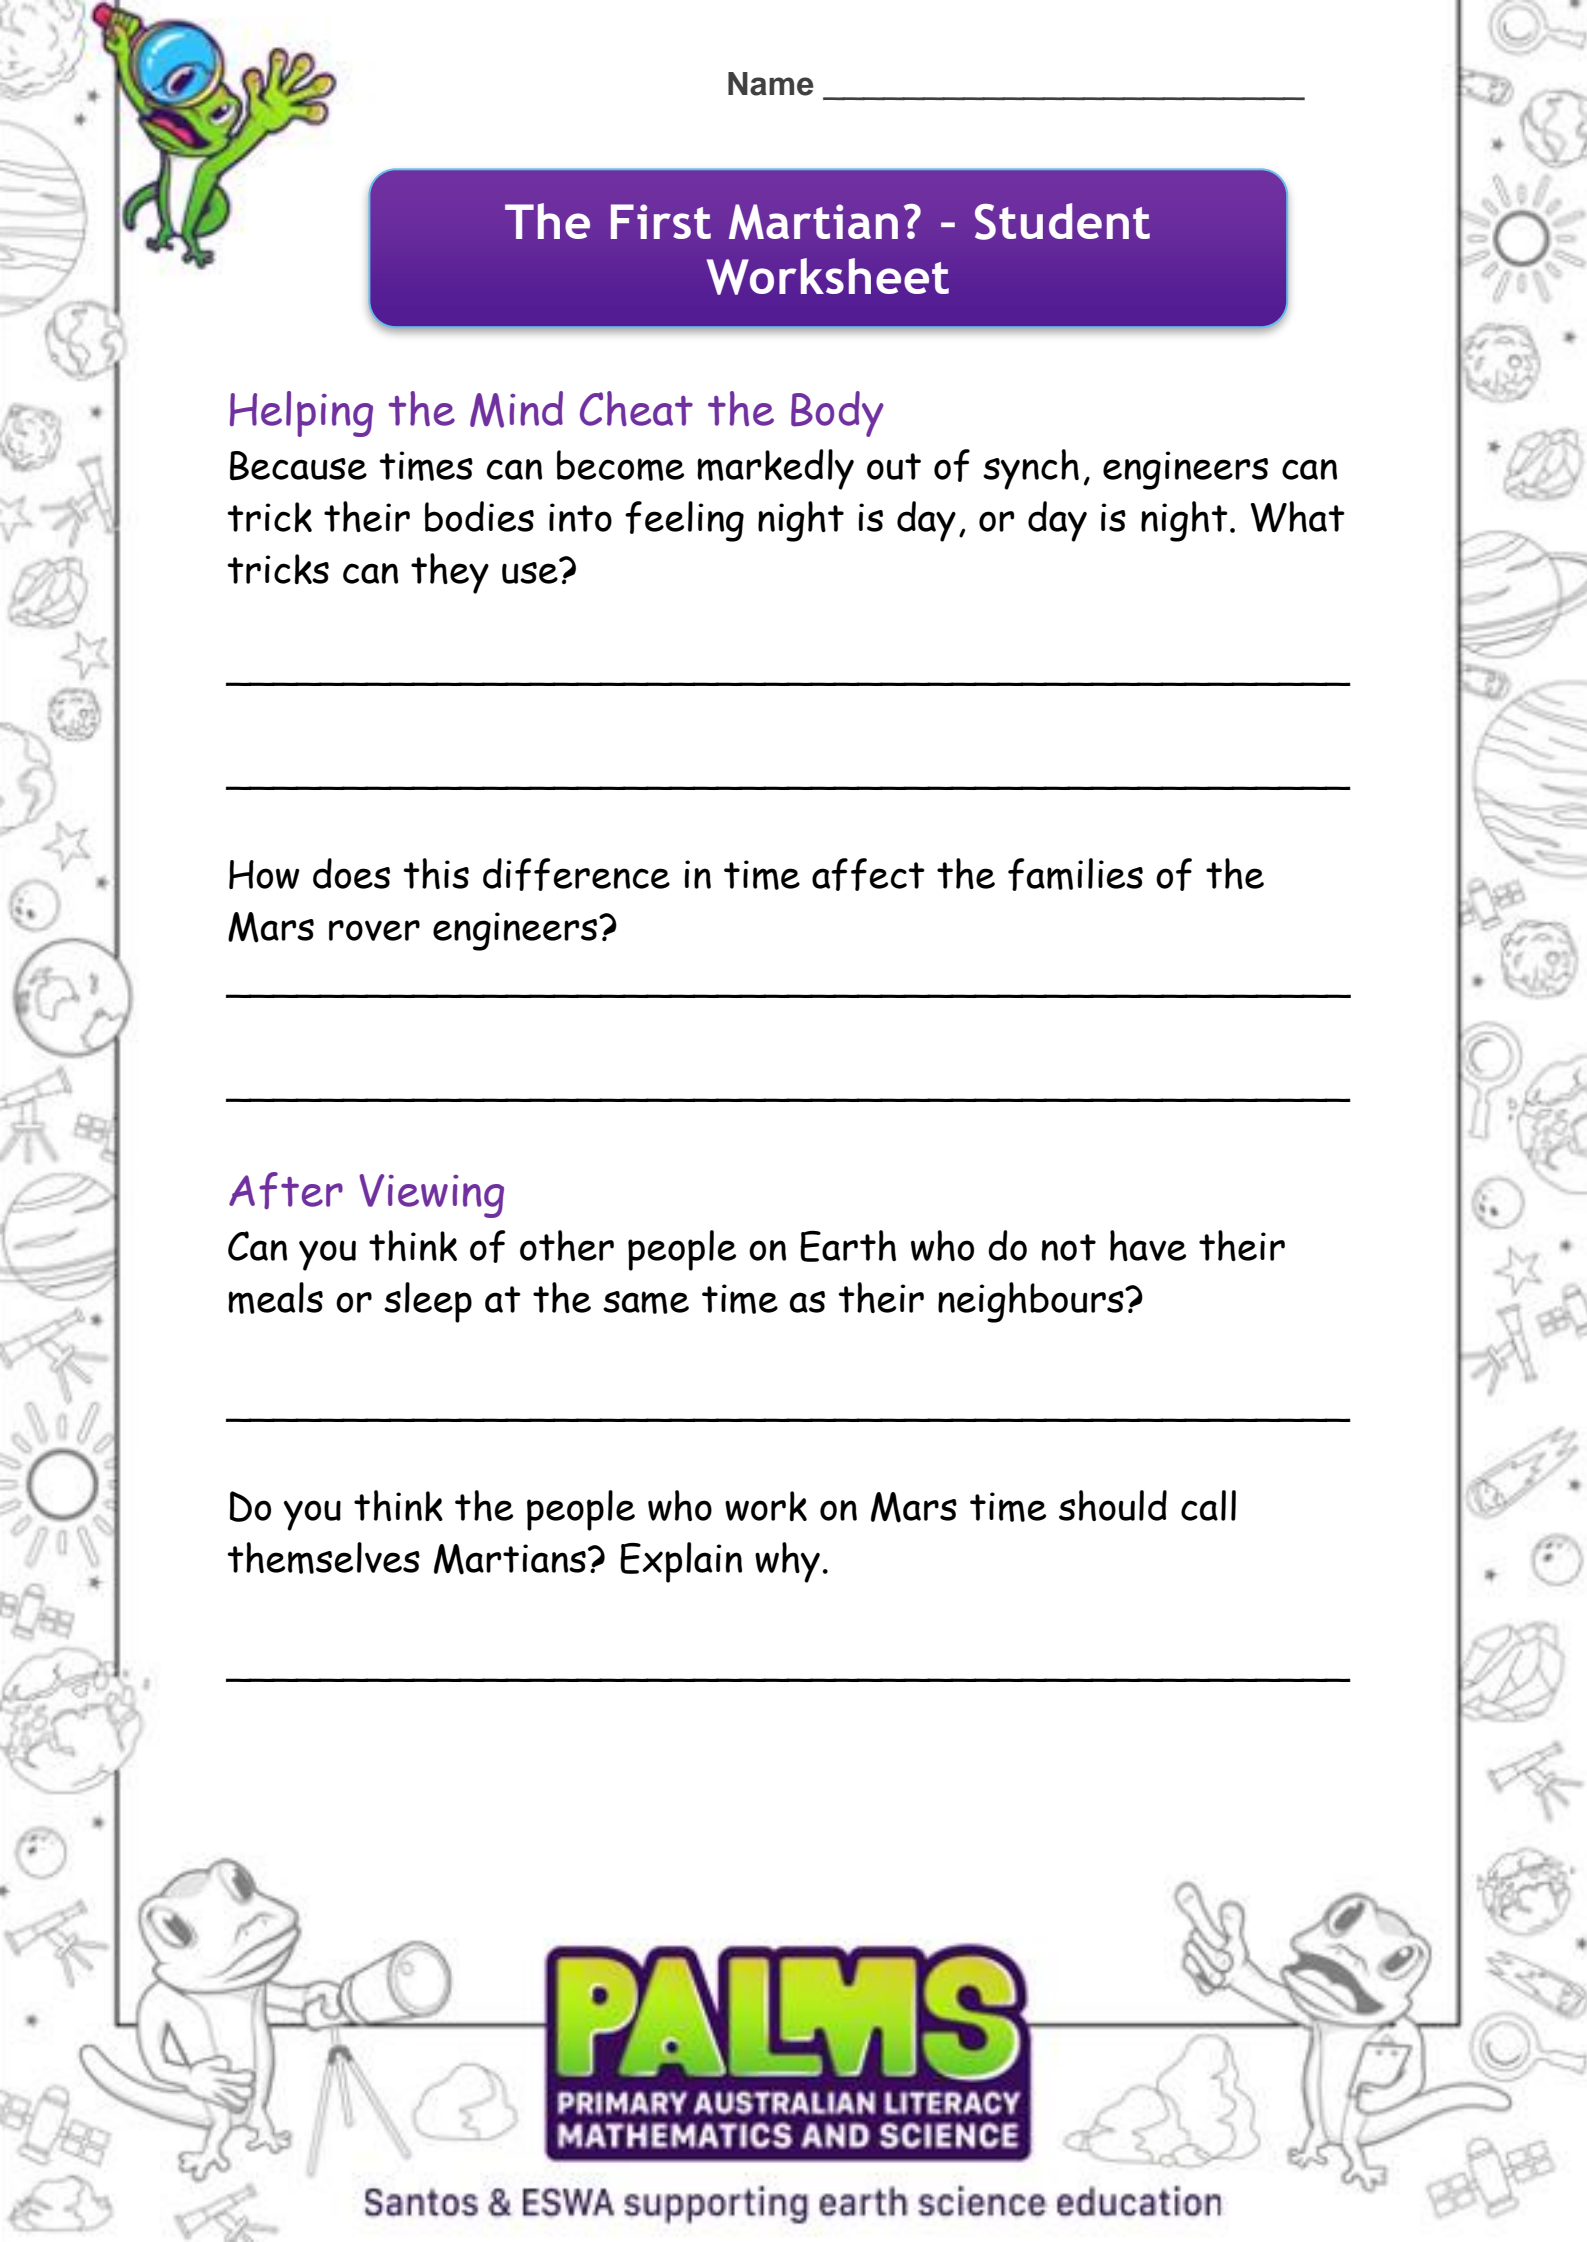 Name ___________________________
The First Martian? – Student
Worksheet
Helping the Mind Cheat the Body
Because times can become markedly out of synch, engineers can
trick their bodies into feeling night is day, or day is night. What
tricks can they use?
How does this difference in time affect the families of the
Mars rover engineers?
After Viewing
Can you think of other people on Earth who do not have their
meals or sleep at the same time as their neighbours?
Do you think the people who work on Mars time should call
themselves Martians? Explain why.
PALMS
PRIMARY AUSTRALIAN LITERACY
MATHEMATICS AND SCIENCE
Santos & ESWA supporting earth science education